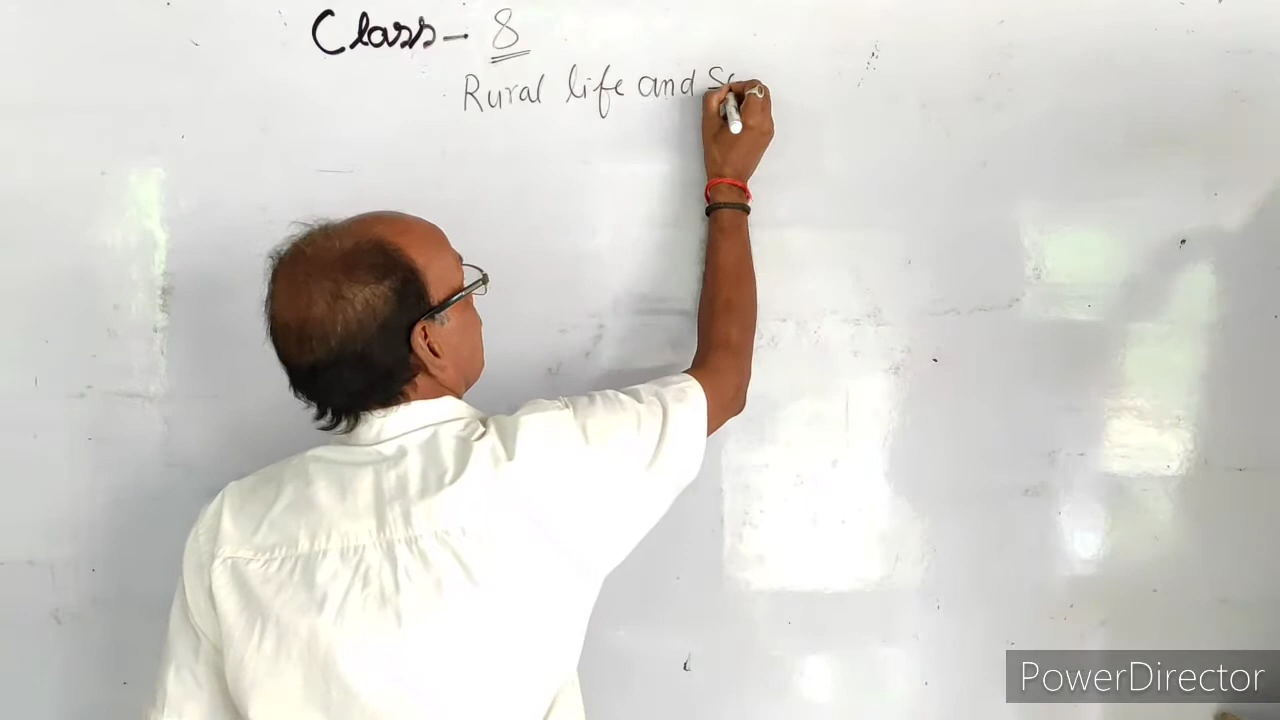 Class - 8
Rural life and
PowerDirector